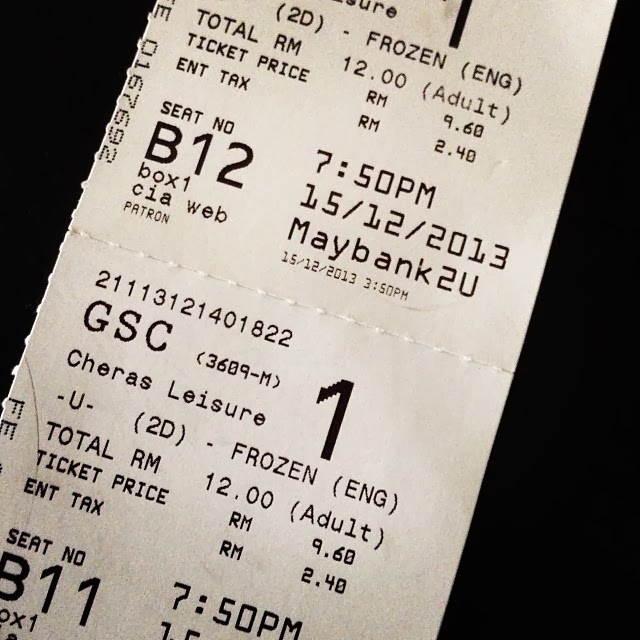 Leisure
1
(2D) - FROZEN (ENG)
TOTAL RM 12.00 (Adult)
TICKET PRICE RM 9.60
ENT TAX RM 2.40
0167692
SEAT NO
B12
box1
cia web
PATRON
7:50PM
15/12/2013
Maybank2U
15/12/2013 3:50PM
21113121401822
GSC (3609-M)
Cheras Leisure
1
-U- (2D) - FROZEN (ENG)
TOTAL RM 12.00 (Adult)
TICKET PRICE RM 9.60
ENT TAX RM 2.40
SEAT NO
B11
box1
7:50PM